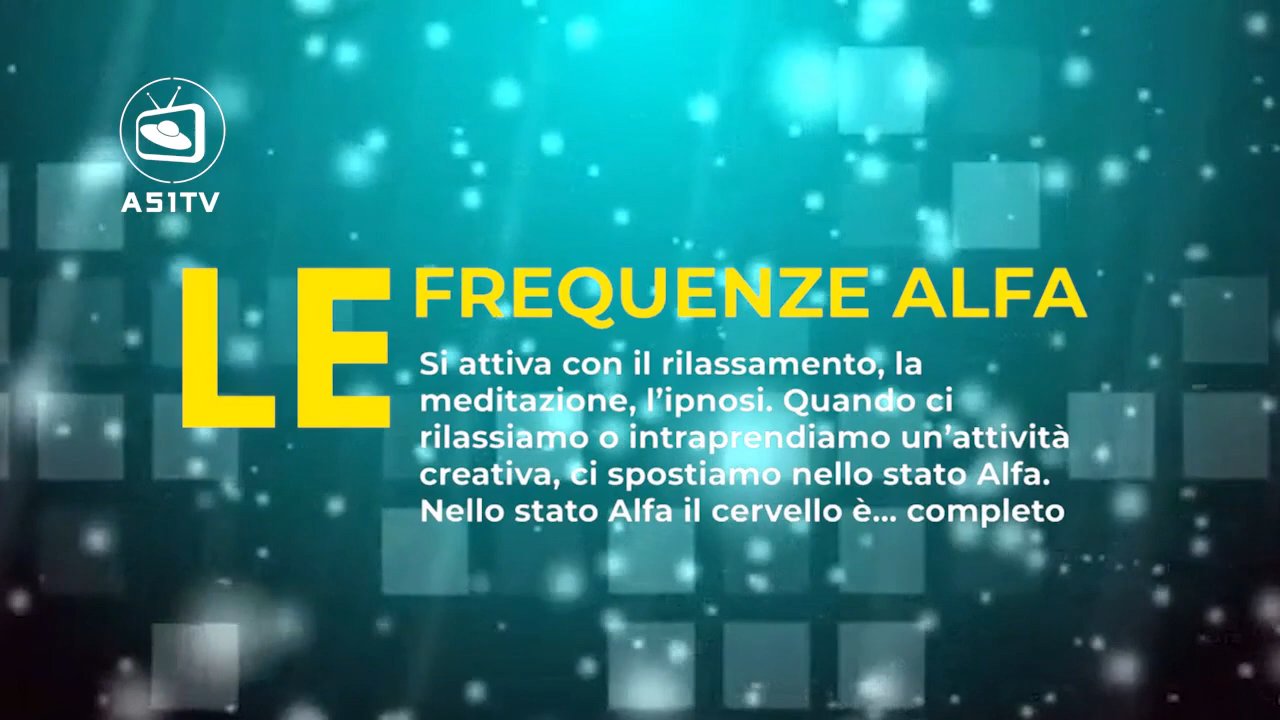 A51TV
LE
FREQUENZE ALFA
Si attiva con il rilassamento, la
meditazione, l’ipnosi. Quando ci
rilassiamo o intraprendiamo un’attività
creativa, ci spostiamo nello stato Alfa.
Nello stato Alfa il cervello è... completo